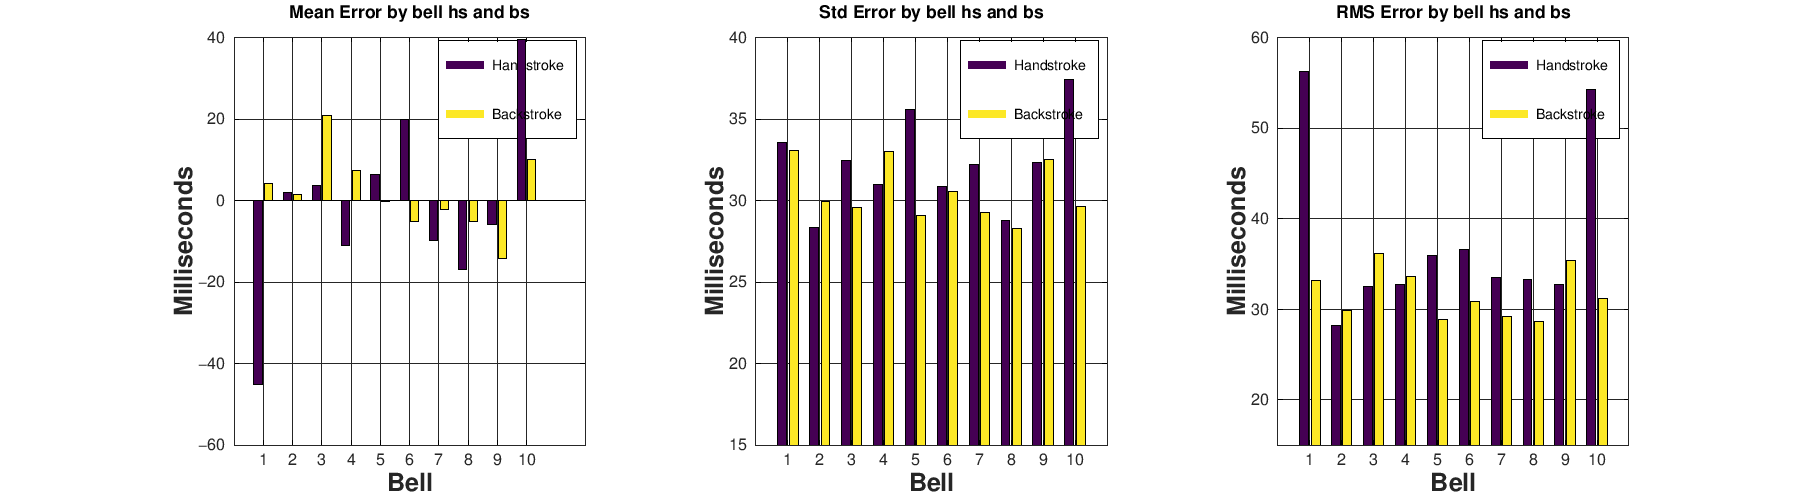 Mean Error by bell hs and bs
40
20
0
−20
−40
−60
Milliseconds
1 2 3 4 5 6 7 8 9 10
Bell
Handstroke
Backstroke
Std Error by bell hs and bs
40
35
30
25
20
15
Milliseconds
1 2 3 4 5 6 7 8 9 10
Bell
Handstroke
Backstroke
RMS Error by bell hs and bs
60
50
40
30
20
Milliseconds
1 2 3 4 5 6 7 8 9 10
Bell
Handstroke
Backstroke